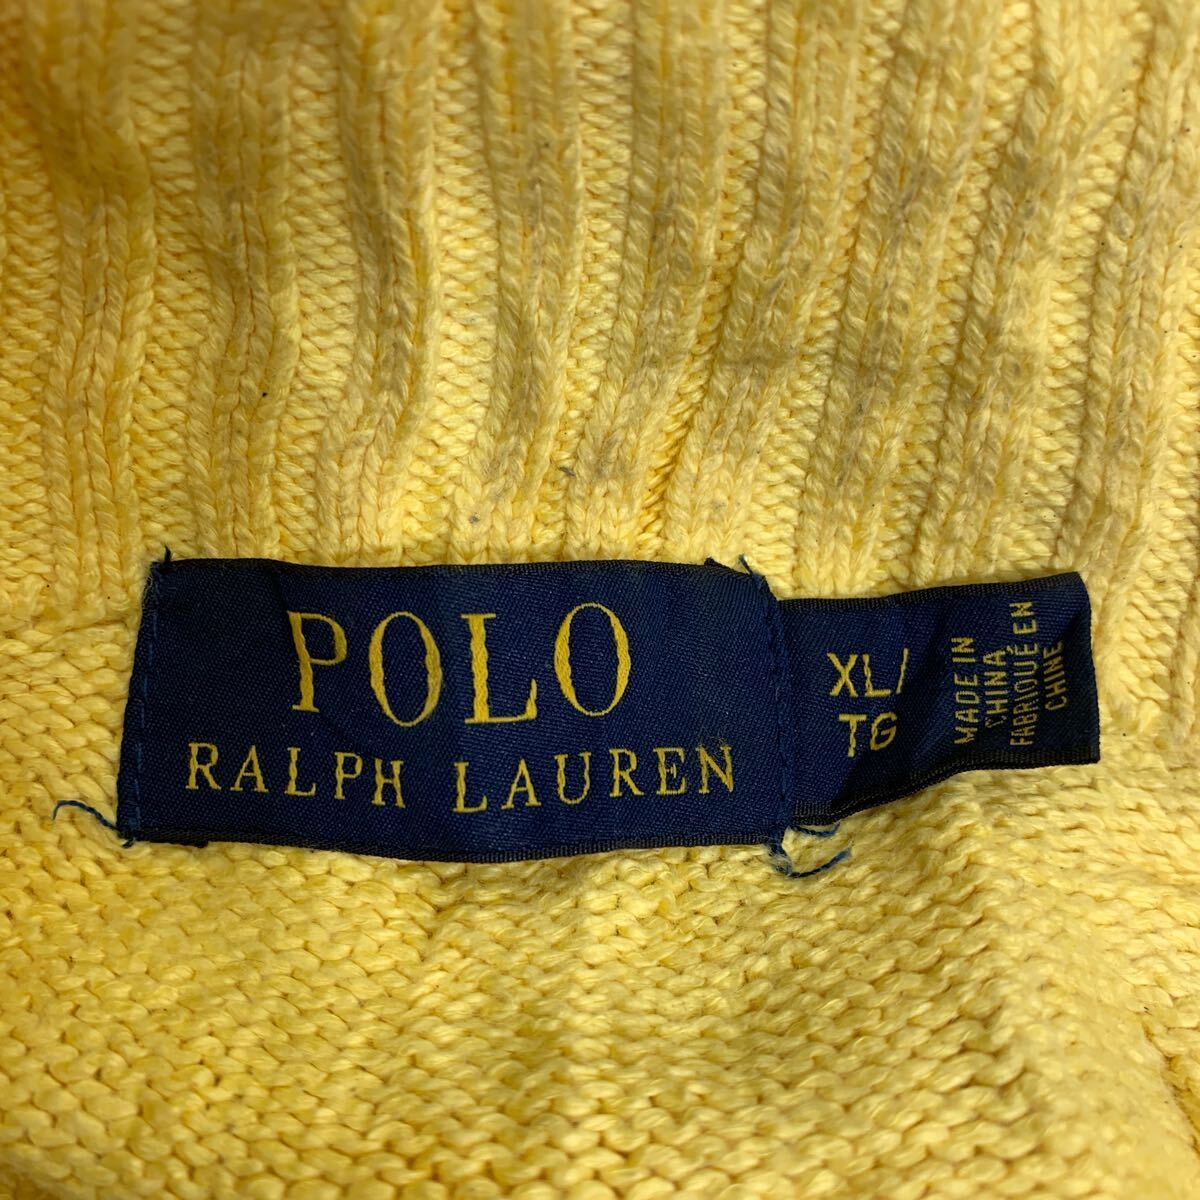 POLO
RALPH LAUREN
XL/
TG
MADE IN
CHINA
FABRIQUÉ EN
CHINE